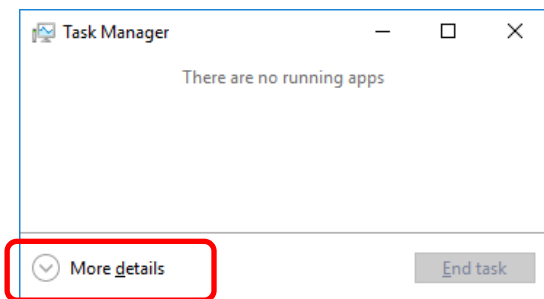 Task Manager
There are no running apps
More details
End task